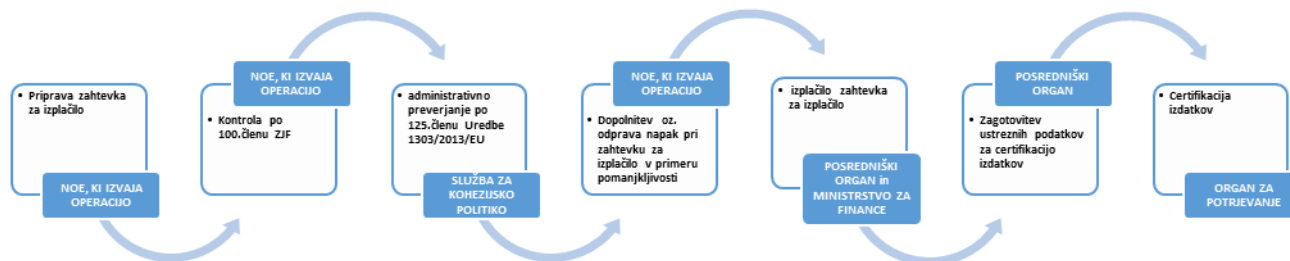 • Priprava zahtevka
za izplačilo
NOE, KI IZVAJA
OPERACIJO
NOE, KI IZVAJA
OPERACIJO
• Kontrola po
100.členu ZJF
• administrativno
preverjanje po
125.členu Uredbe
1303/2013/EU
SLUŽBA ZA
KOHEZIJSKO
POLITIKO
NOE, KI IZVAJA
OPERACIJO
• Dopolnitev oz.
odprava napak pri
zahtevku za
izplačilo v primeru
pomanjkljivosti
• izplačilo zahtevka
za izplačilo
POSREDNIŠKI
ORGAN in
MINISTRSTVO ZA
FINANCE
POSREDNIŠKI
ORGAN
• Zagotovitev
ustreznih podatkov
za certifikacijo
izdatkov
• Certifikacija
izdatkov
ORGAN ZA
POTRJEVANJE